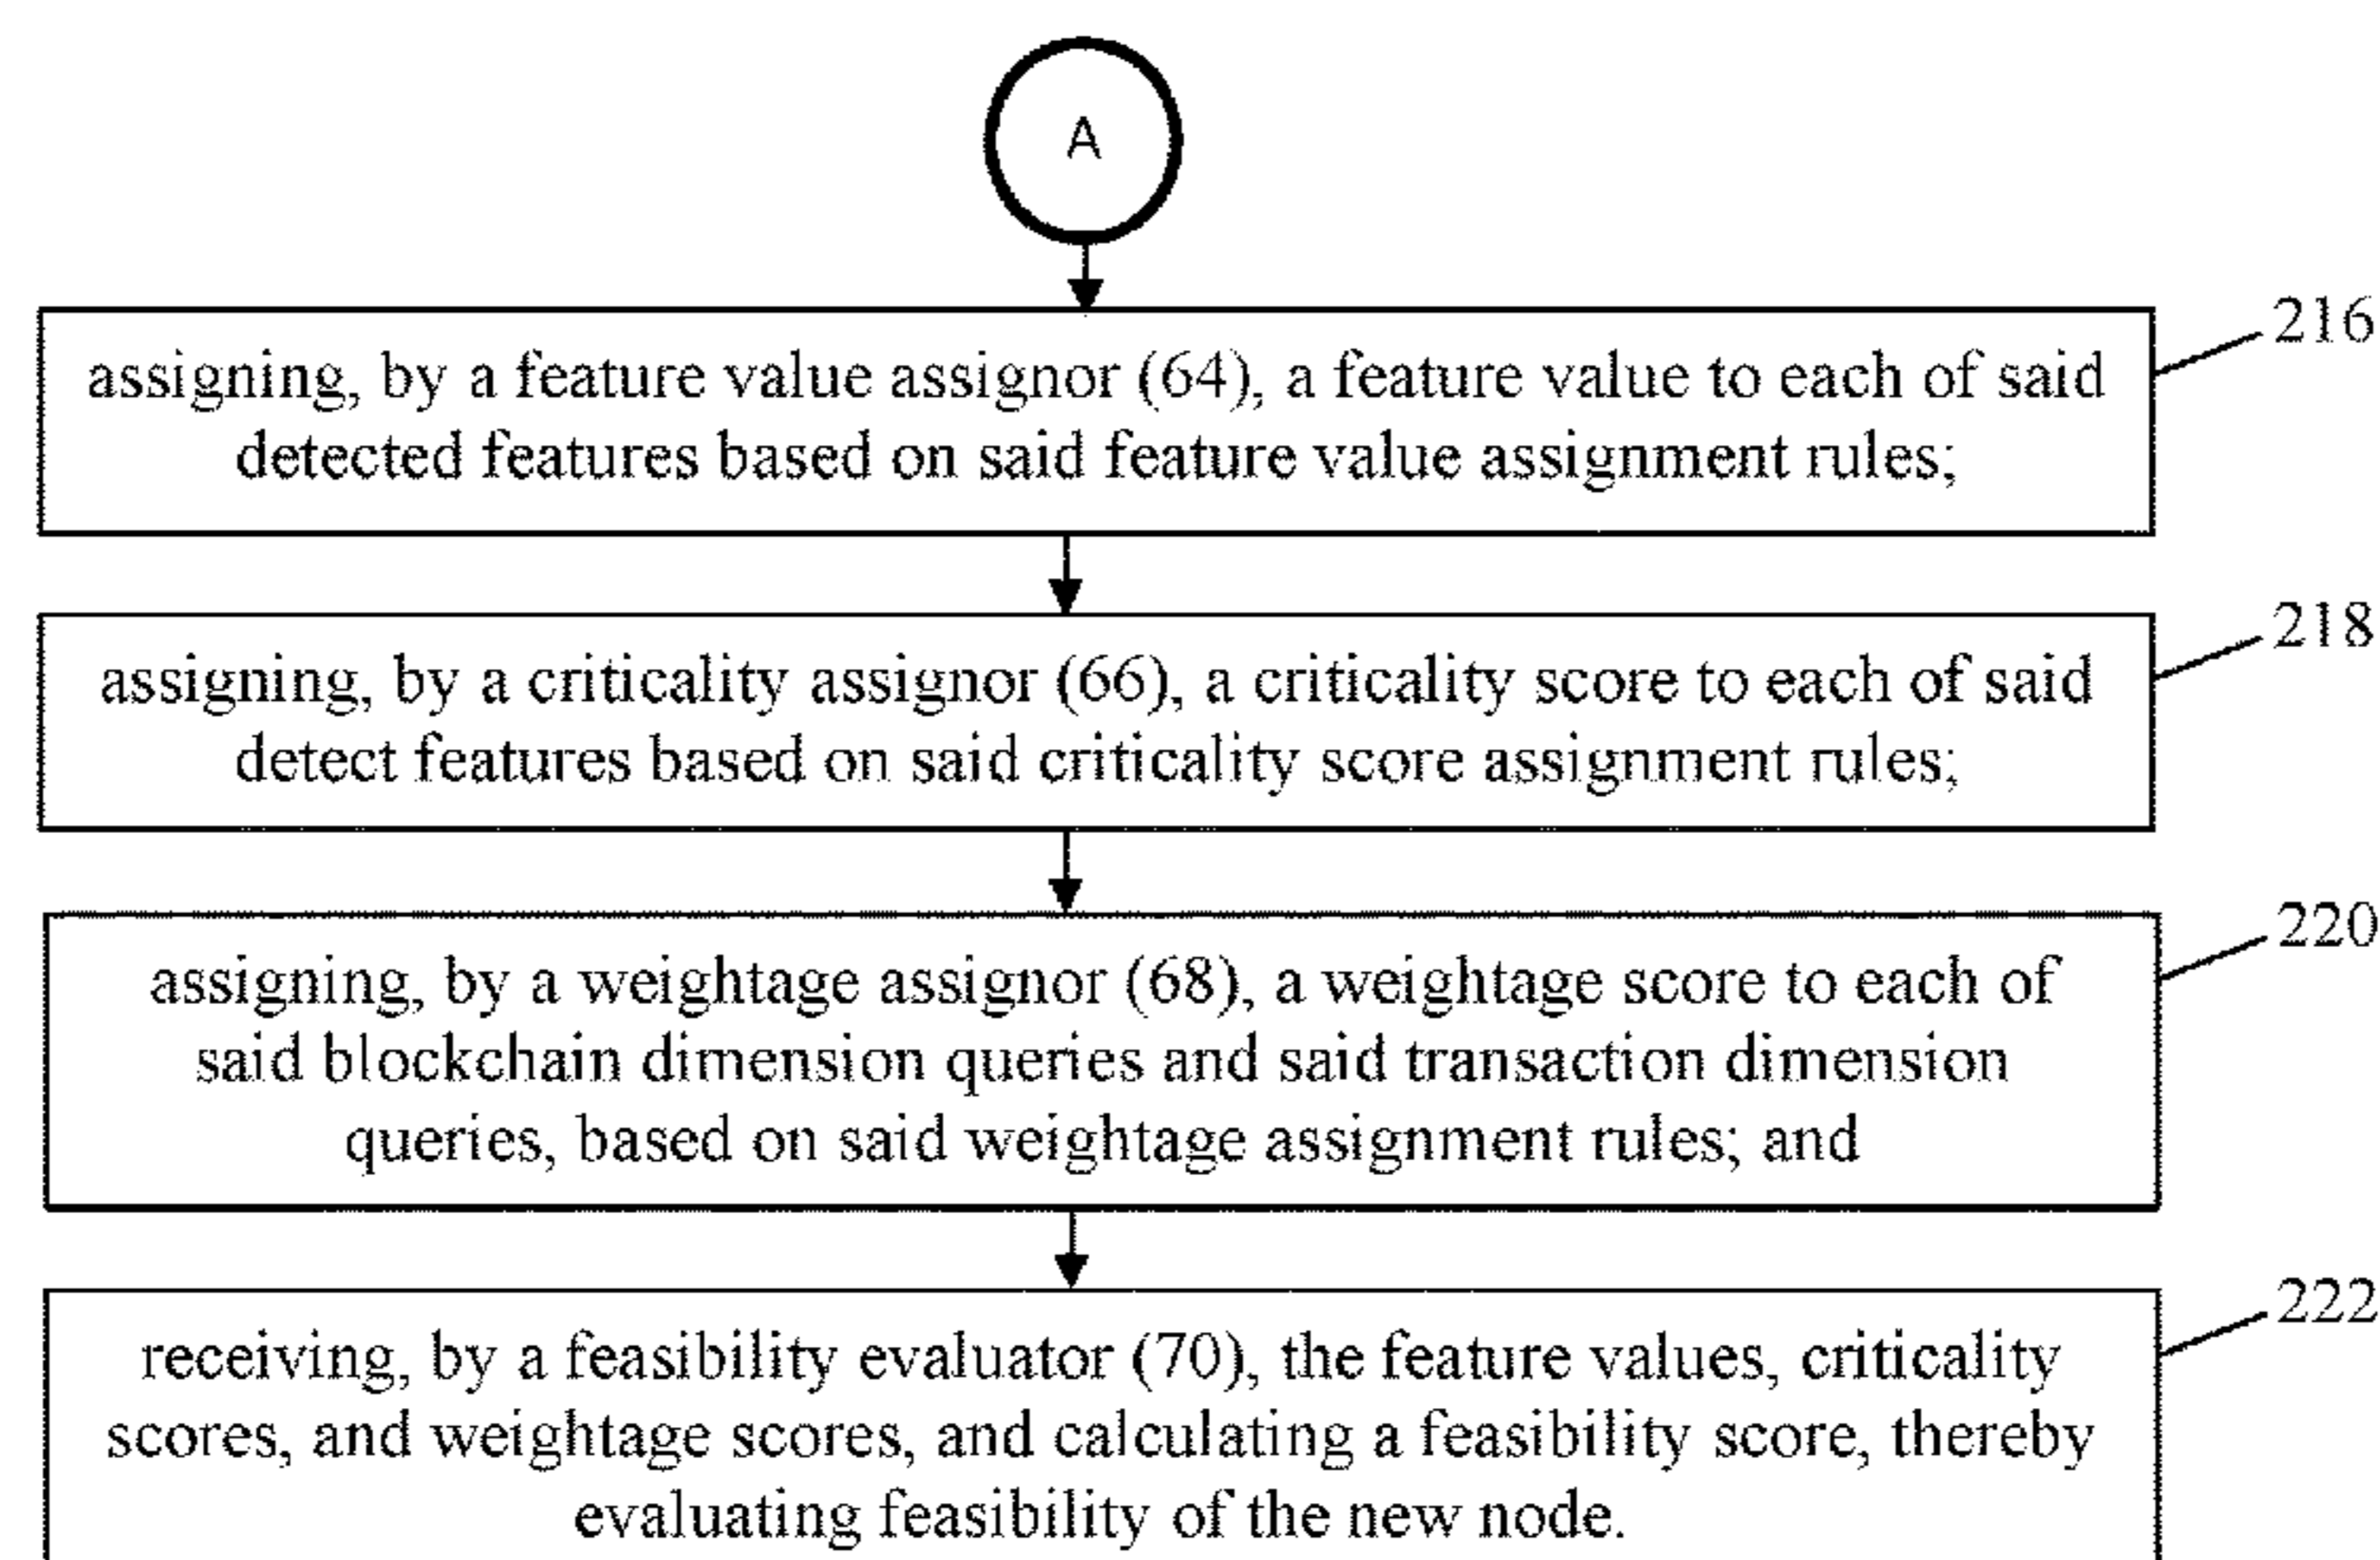 A
216
assigning, by a feature value assignor (64), a feature value to each of said
detected features based on said feature value assignment rules;
218
assigning, by a criticality assignor (66), a criticality score to each of said
detect features based on said criticality score assignment rules;
220
assigning, by a weightage assignor (68), a weightage score to each of
said blockchain dimension queries and said transaction dimension
queries, based on said weightage assignment rules; and
222
receiving, by a feasibility evaluator (70), the feature values, criticality
scores, and weightage scores, and calculating a feasibility score, thereby
evaluating feasibility of the new node.